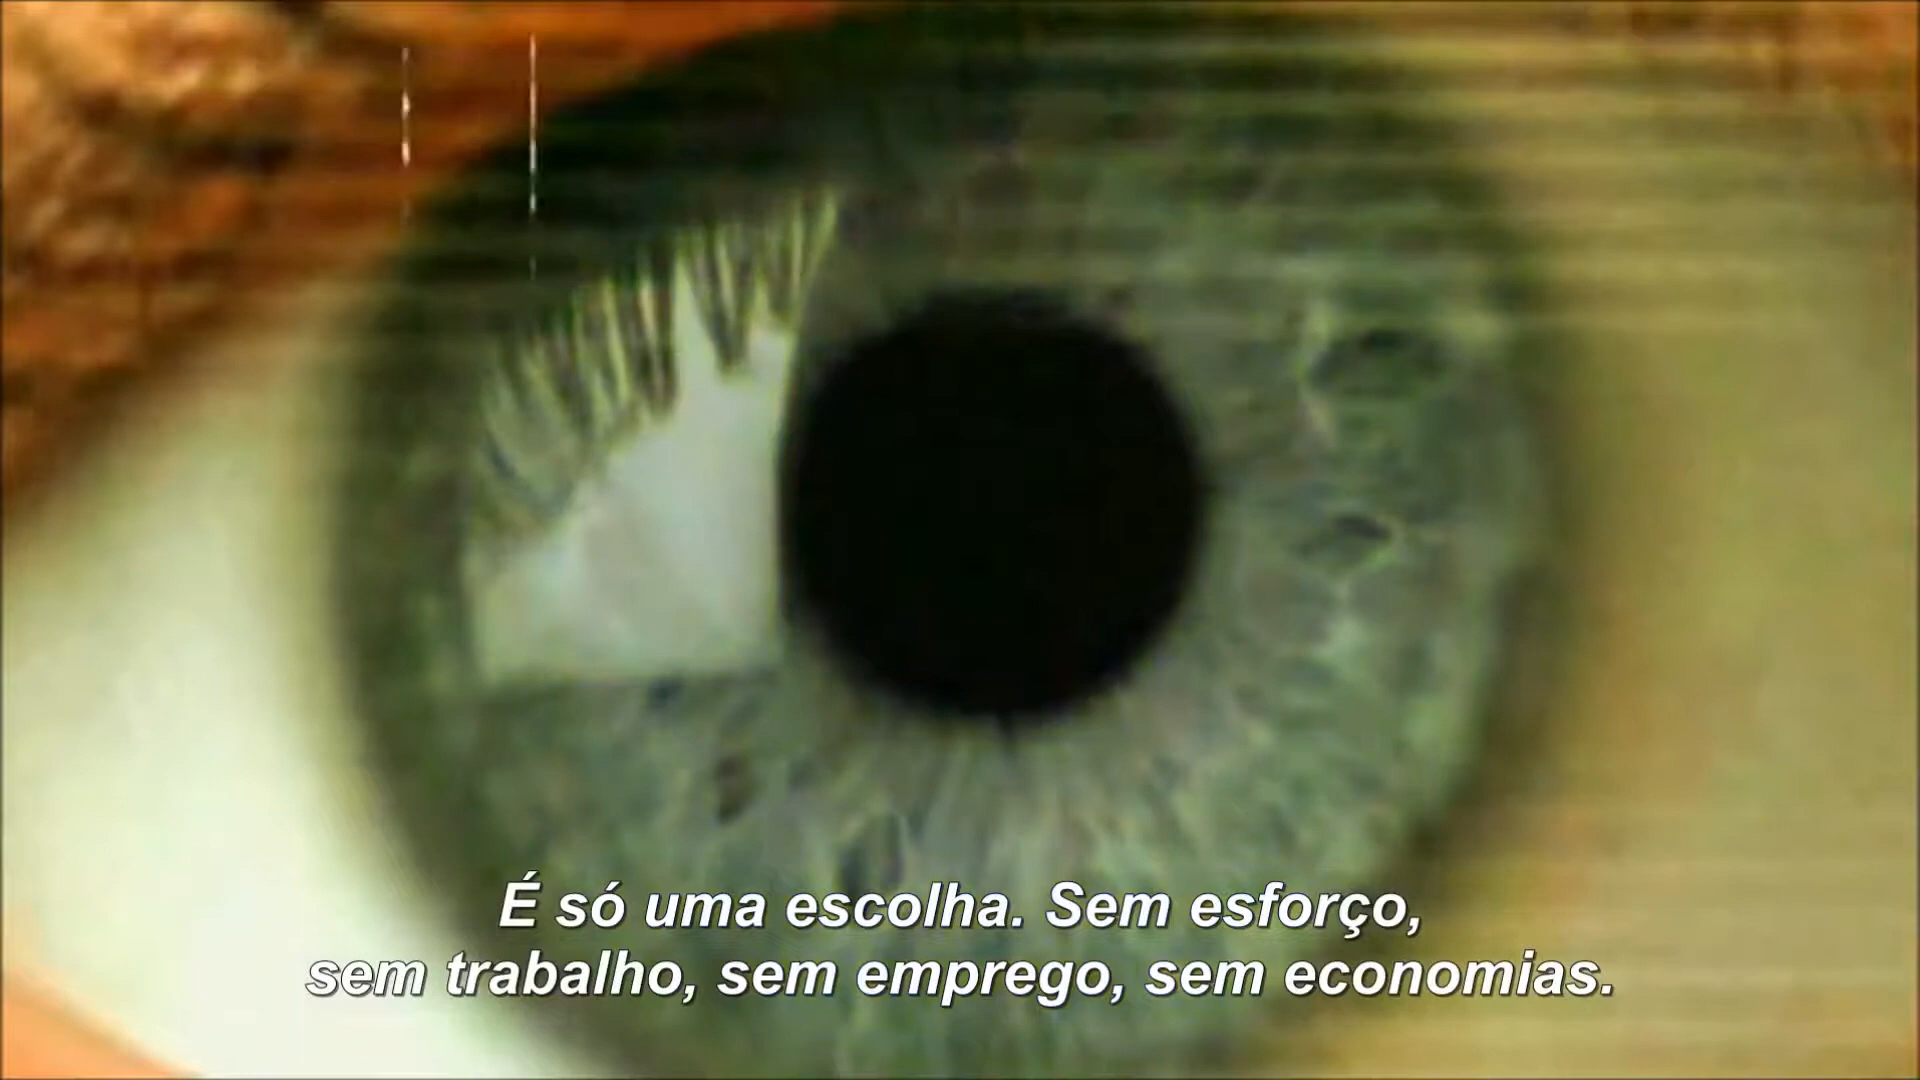 É só uma escolha. Sem esforço,
sem trabalho, sem emprego, sem economias.